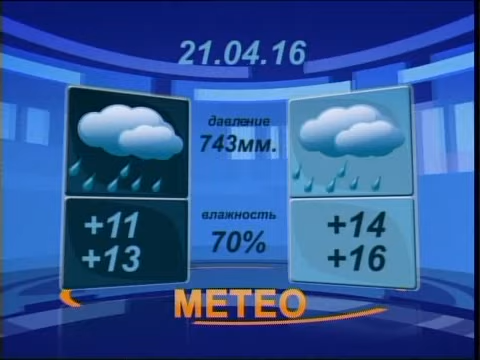 21.04.16
давление
743мм.
+11
+13
влажность
70%
+14
+16
МЕТЕО